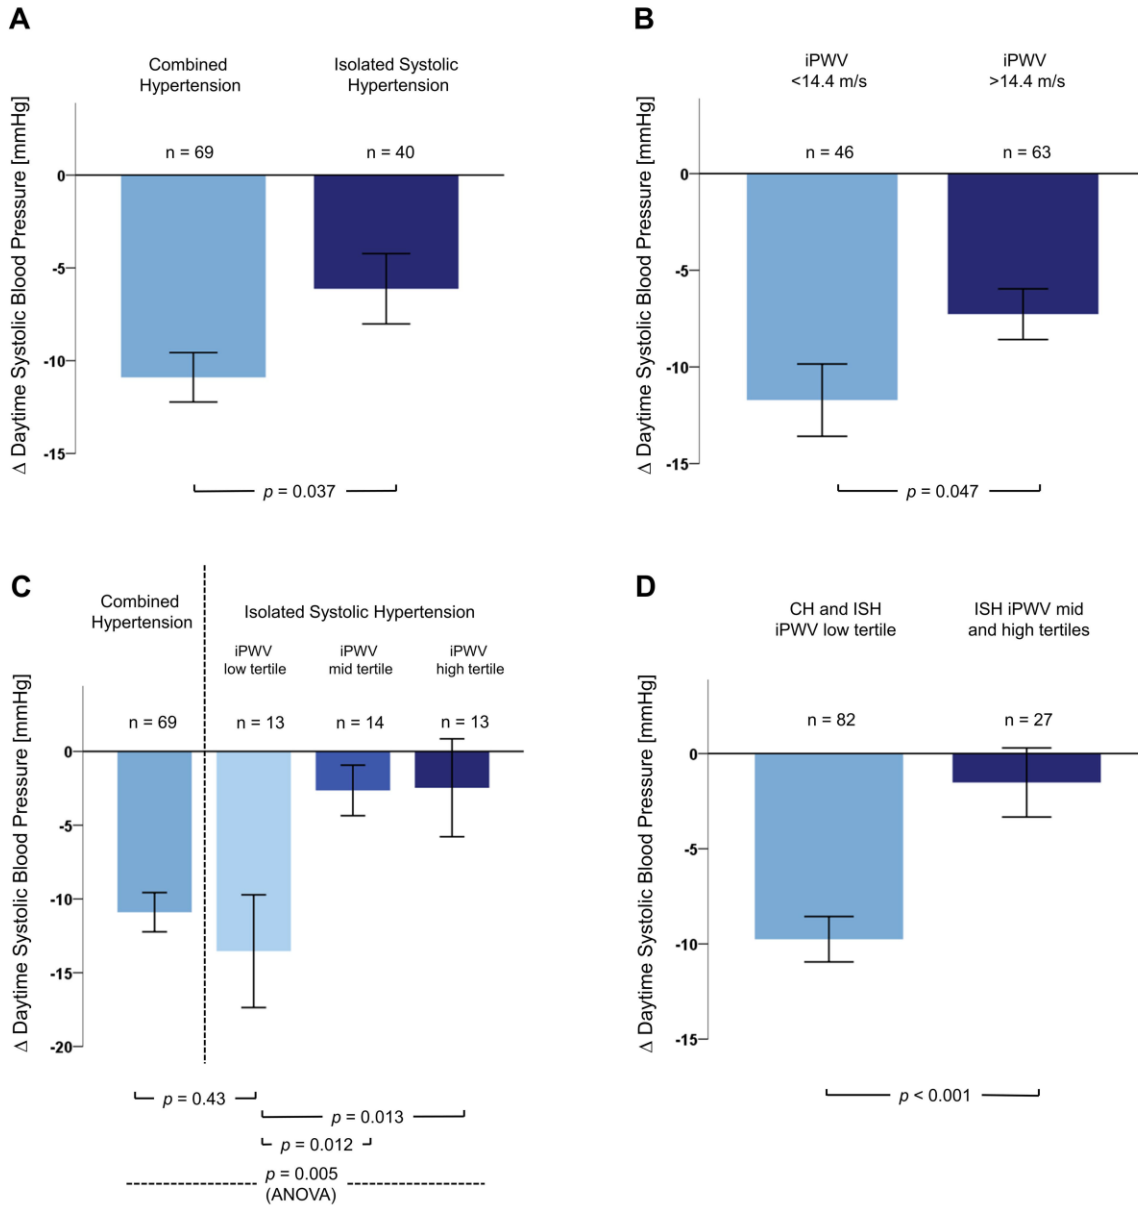 A
Combined
Hypertension
Isolated Systolic
Hypertension
n = 69
n = 40
Δ Daytime Systolic Blood Pressure [mmHg]
0
-5
-10
-15
p = 0.037
B
iPWV
<14.4 m/s
iPWV
>14.4 m/s
n = 46
n = 63
Δ Daytime Systolic Blood Pressure [mmHg]
0
-5
-10
-15
p = 0.047
C
Combined
Hypertension
Isolated Systolic Hypertension
iPWV
low tertile
iPWV
mid tertile
iPWV
high tertile
n = 69
n = 13
n = 14
n = 13
Δ Daytime Systolic Blood Pressure [mmHg]
0
-5
-10
-15
-20
p = 0.43
p = 0.013
p = 0.012
p = 0.005
(ANOVA)
D
CH and ISH
iPWV low tertile
ISH iPWV mid
and high tertiles
n = 82
n = 27
Δ Daytime Systolic Blood Pressure [mmHg]
0
-5
-10
-15
p < 0.001